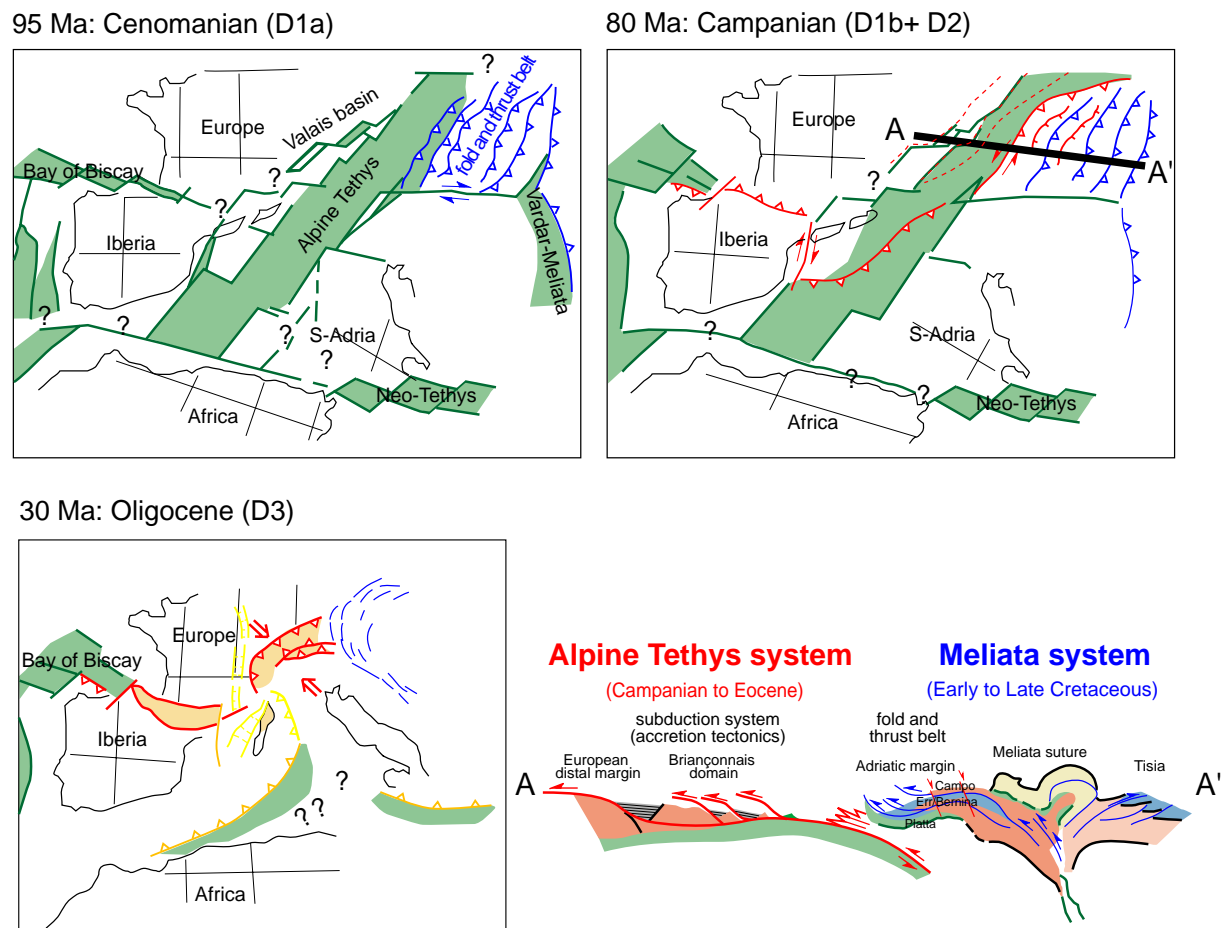 95 Ma: Cenomanian (D1a)
?
Europe
Valais basin
fold and thrust belt
Bay of Biscay
?
?
Alpine Tethys
Iberia
Vardar-Meliata
?
?
?
S-Adria
?
Neo-Tethys
Africa
80 Ma: Campanian (D1b+ D2)
Europe
A
A'
?
Iberia
?
S-Adria
?
?
Neo-Tethys
Africa
30 Ma: Oligocene (D3)
Europe
Bay of Biscay
Iberia
?
??
Africa
Alpine Tethys system
(Campanian to Eocene)
Meliata system
(Early to Late Cretaceous)
subduction system
(accretion tectonics)
fold and
thrust belt
European
distal margin
Briançonnais
domain
Adriatic margin
Meliata suture
Tisia
A
A'
Campo
Err/Bernina
Platta